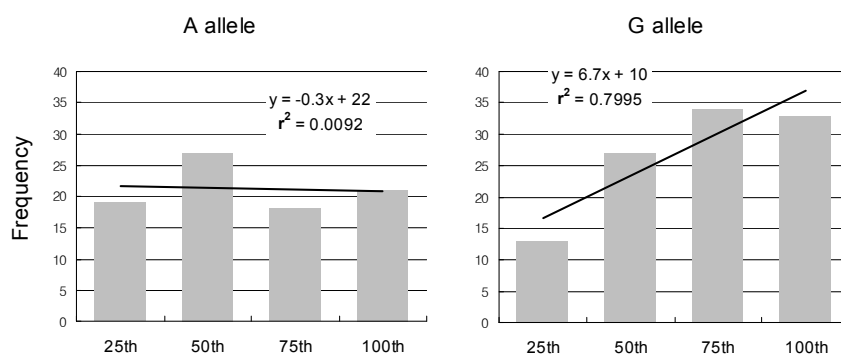 A allele
Frequency
40
35
30
25
20
15
10
5
0
y = -0.3x + 22
r² = 0.0092
25th 50th 75th 100th
G allele
40
35
30
25
20
15
10
5
0
y = 6.7x + 10
r² = 0.7995
25th 50th 75th 100th